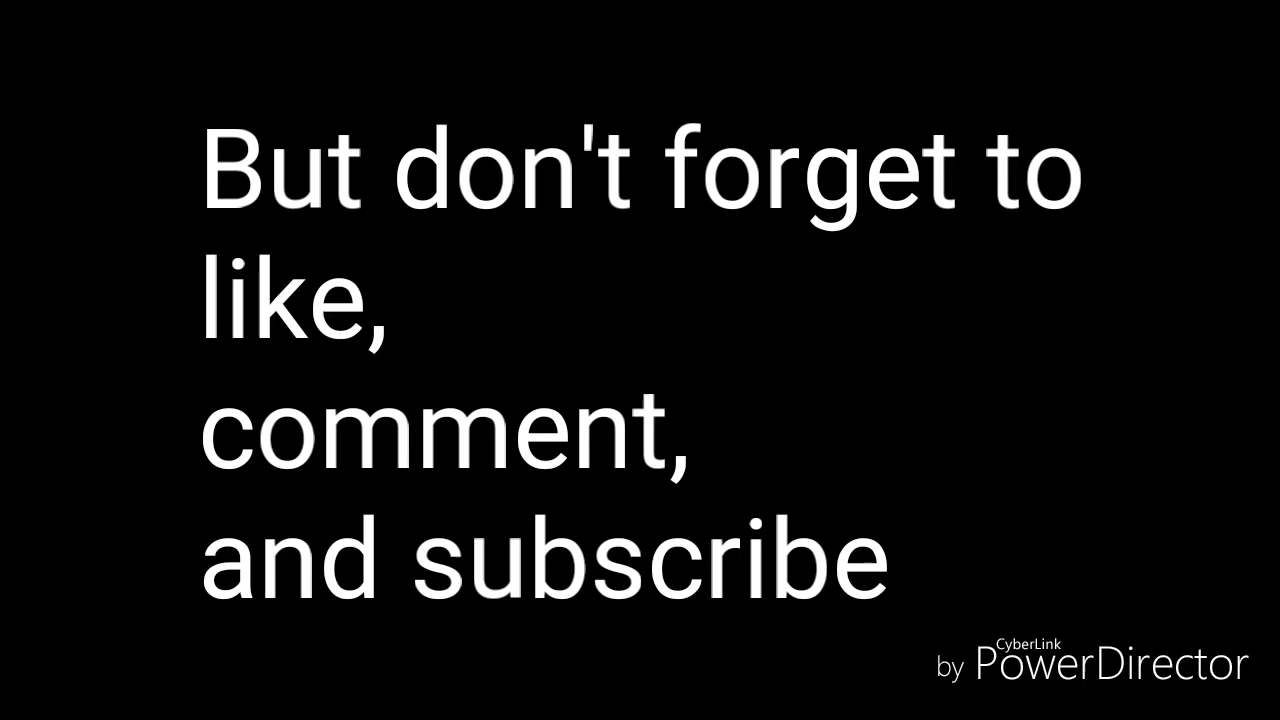 But don't forget to
like,
comment,
and subscribe
CyberLink
by PowerDirector